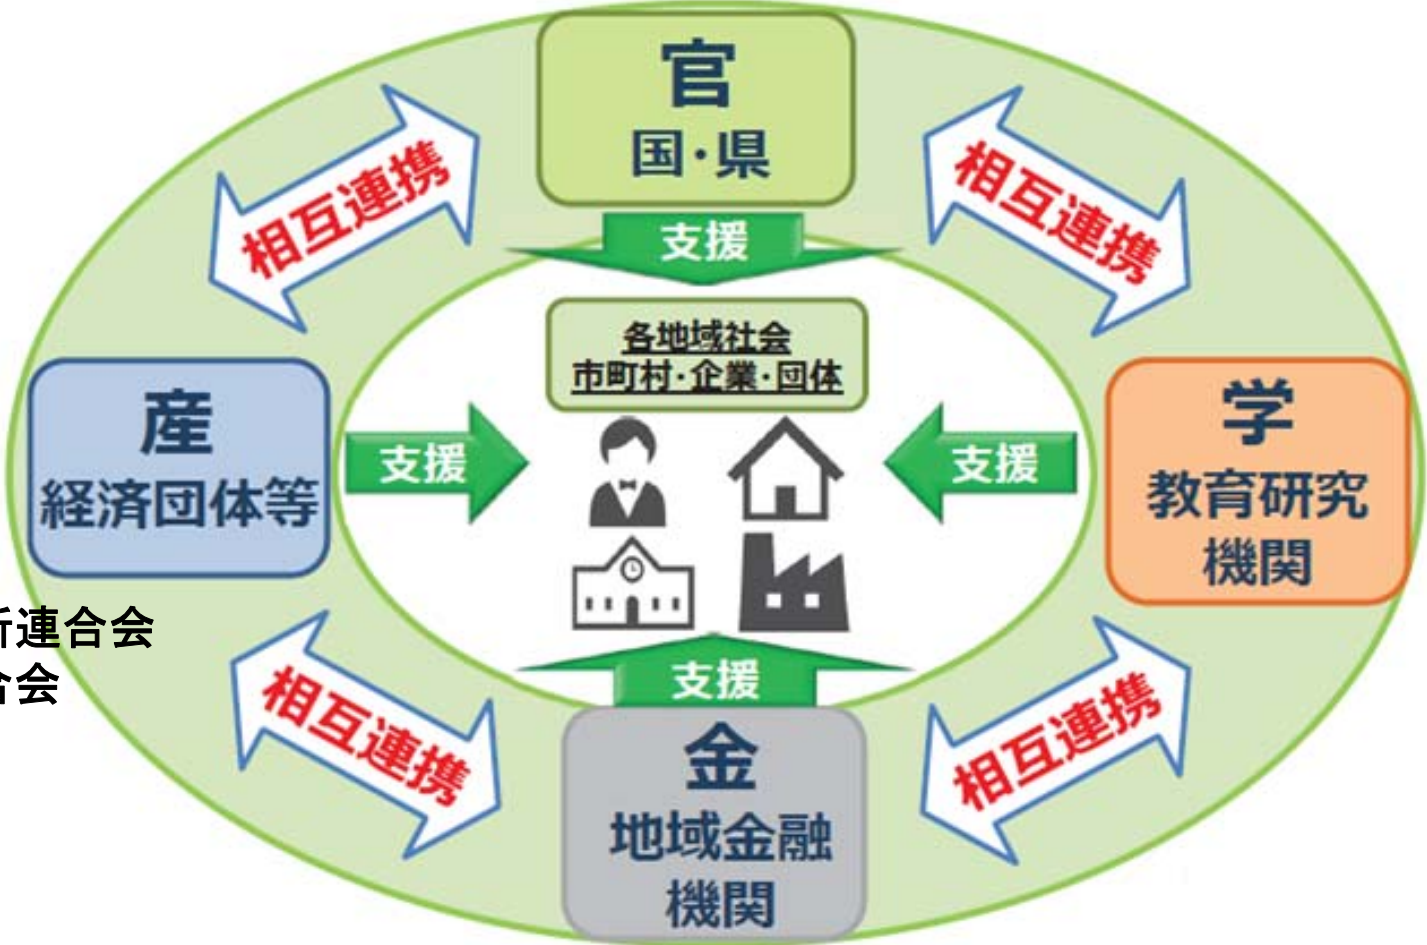 官
国・県
相互連携
相互連携
支援
各地域社会
市町村・企業・団体
産
経済団体等
支援
支援
学
教育研究
機関
所連合会
合会
相互連携
支援
相互連携
金
地域金融
機関